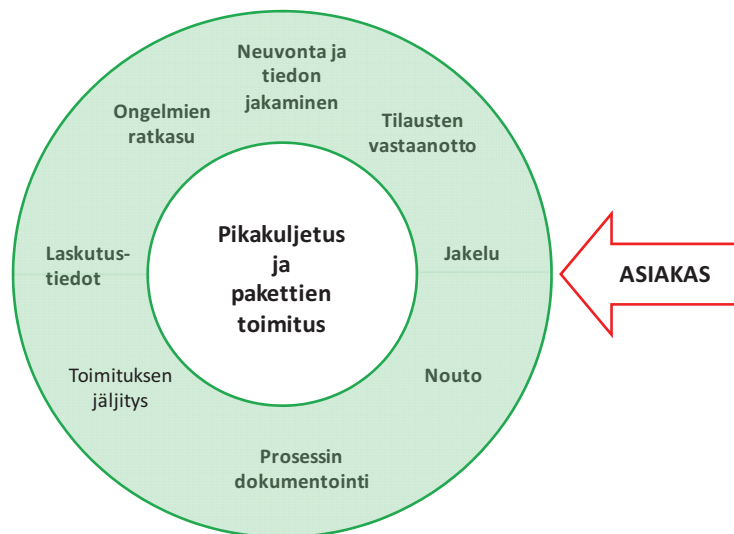 Neuvonta ja
tiedon
jakaminen
Tilausten
vastaanotto
Jakelu
Nouto
Prosessin
dokumentointi
Toimituksen
jäljitys
Laskutus-
tiedot
Ongelmien
ratkasu
Pikakuljetus
ja
pakettien
toimitus
ASIAKAS